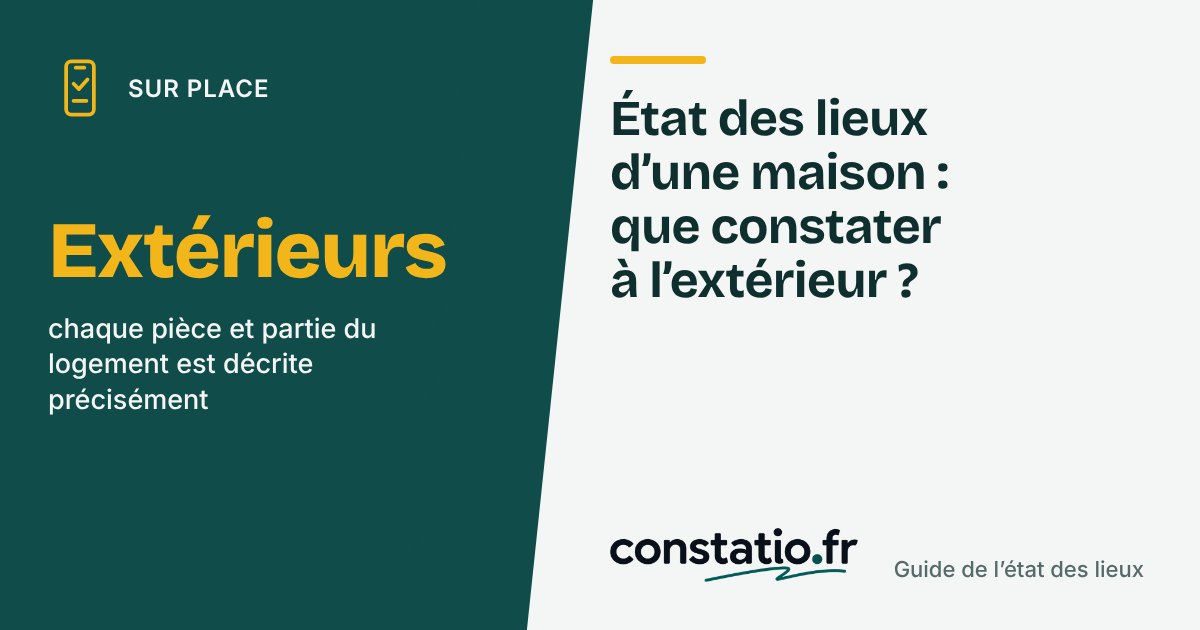 SUR PLACE
Extérieurs
chaque pièce et partie du
logement est décrite
précisément
État des lieux
d’une maison :
que constater
à l’extérieur ?
constatio.fr
Guide de l’état des lieux